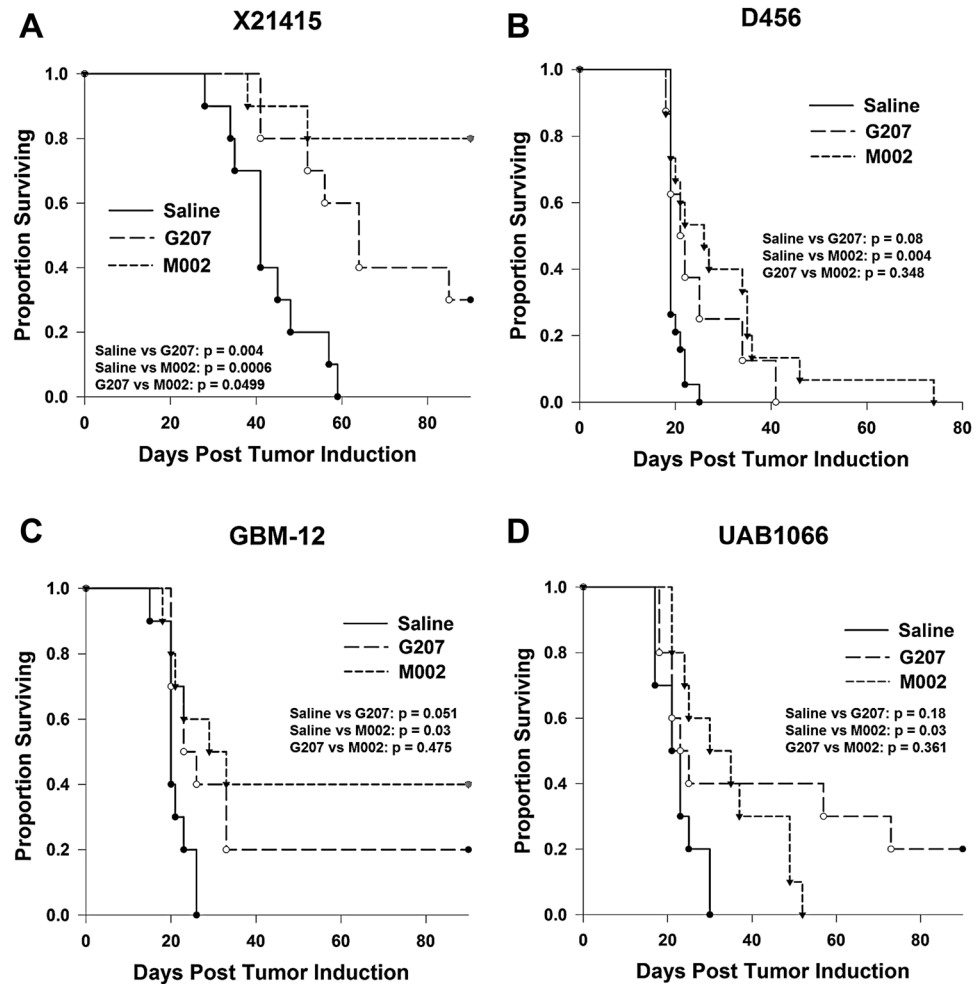 A
X21415
Proportion Surviving
1.0
0.8
0.6
0.4
0.2
0.0
Saline
G207
M002
Saline vs G207: p = 0.004
Saline vs M002: p = 0.0006
G207 vs M002: p = 0.0499
0 20 40 60 80
Days Post Tumor Induction
B
D456
Proportion Surviving
1.0
0.8
0.6
0.4
0.2
0.0
Saline
G207
M002
Saline vs G207: p = 0.08
Saline vs M002: p = 0.004
G207 vs M002: p = 0.348
0 20 40 60 80
Days Post Tumor Induction
C
GBM-12
Proportion Surviving
1.0
0.8
0.6
0.4
0.2
0.0
Saline
G207
M002
Saline vs G207: p = 0.051
Saline vs M002: p = 0.03
G207 vs M002: p = 0.475
0 20 40 60 80
Days Post Tumor Induction
D
UAB1066
Proportion Surviving
1.0
0.8
0.6
0.4
0.2
0.0
Saline
G207
M002
Saline vs G207: p = 0.18
Saline vs M002: p = 0.03
G207 vs M002: p = 0.361
0 20 40 60 80
Days Post Tumor Induction